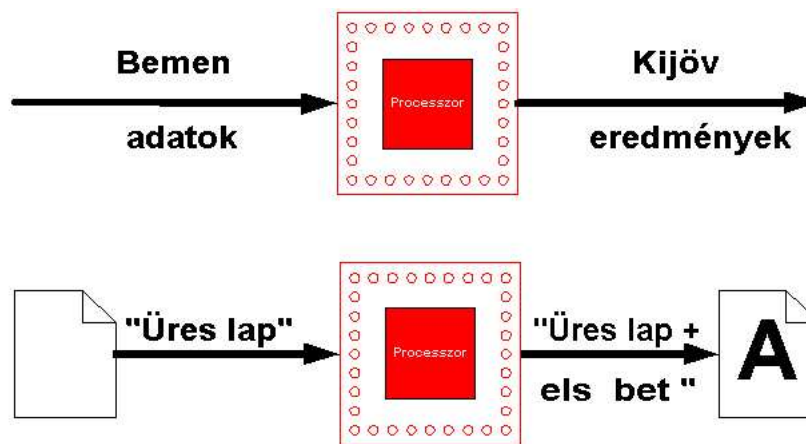 Bemen
Kijöv
Processzor
adatok
eredmények
"Üres lap"
"Üres lap +
Processzor
els bet "
A